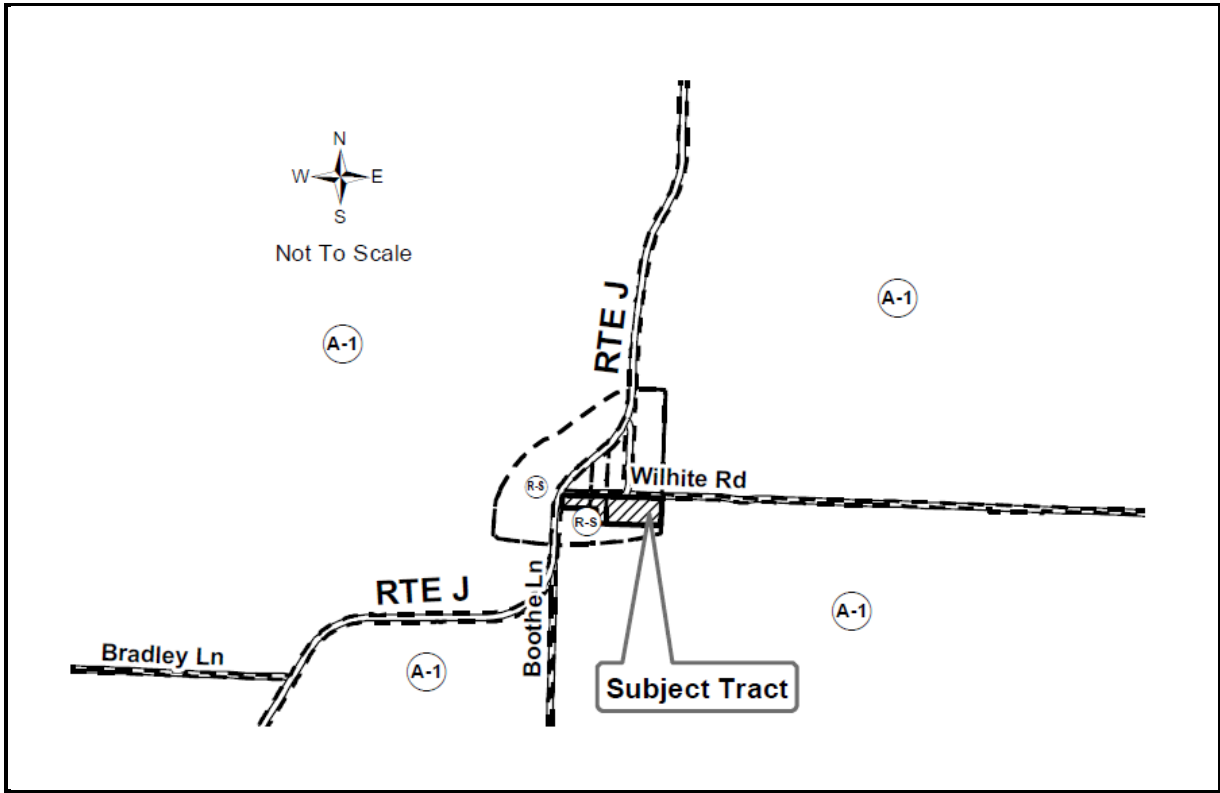 N
W E
S
Not To Scale
A-1
RTE J
A-1
Wilhite Rd
R-S
R-S
RTE J
Boothe Ln
A-1
Bradley Ln
A-1
Subject Tract